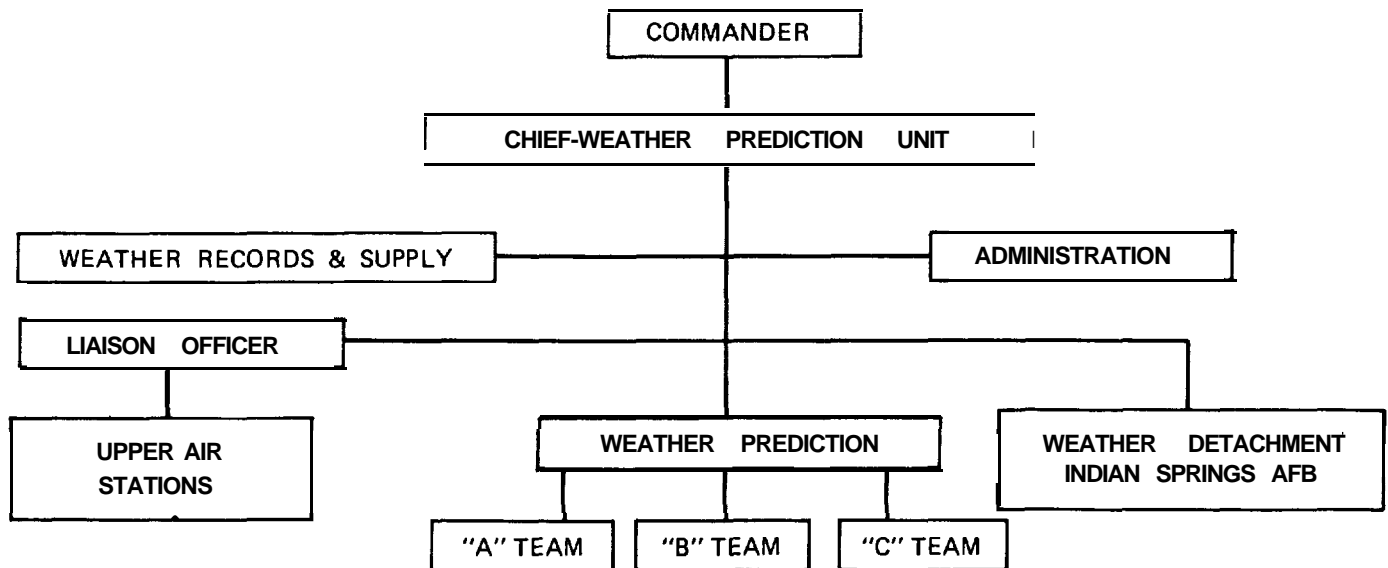 COMMANDER
CHIEF-WEATHER PREDICTION UNIT
WEATHER RECORDS & SUPPLY
ADMINISTRATION
LIAISON OFFICER
UPPER AIR
STATIONS
WEATHER PREDICTION
WEATHER DETACHMENT
INDIAN SPRINGS AFB
"A" TEAM
"B" TEAM
"C" TEAM